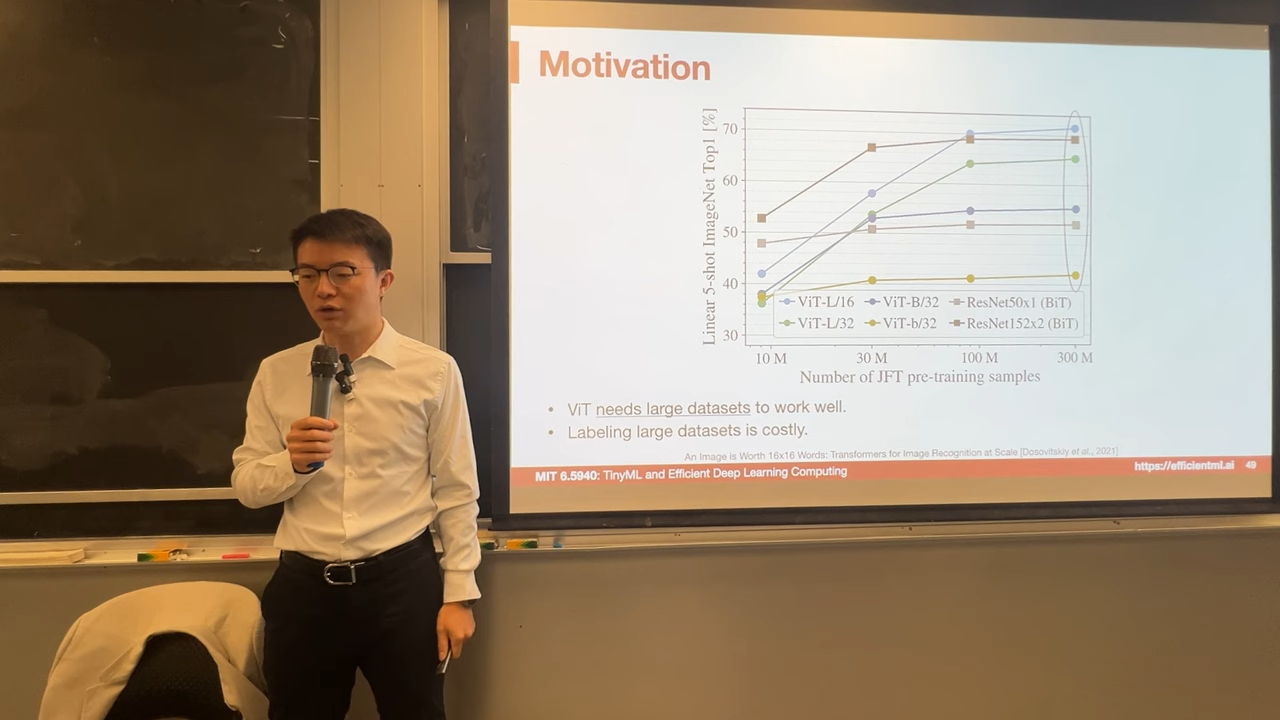 Motivation
Linear 5-shot ImageNet Top1 [%]
70
60
50
40
30
ViT-L/16 ViT-B/32 ResNet50x1 (BiT)
ViT-L/32 ViT-b/32 ResNet152x2 (BiT)
10 M 30 M 100 M 300 M
Number of JFT pre-training samples
• ViT needs large datasets to work well.
• Labeling large datasets is costly.
An Image is Worth 16x16 Words; Transformers for Image Recognition at Scale [Dosovitskiy et al., 2021]
MIT 6.5940: TinyML and Efficient Deep Learning Computing https://efficientml.ai 49